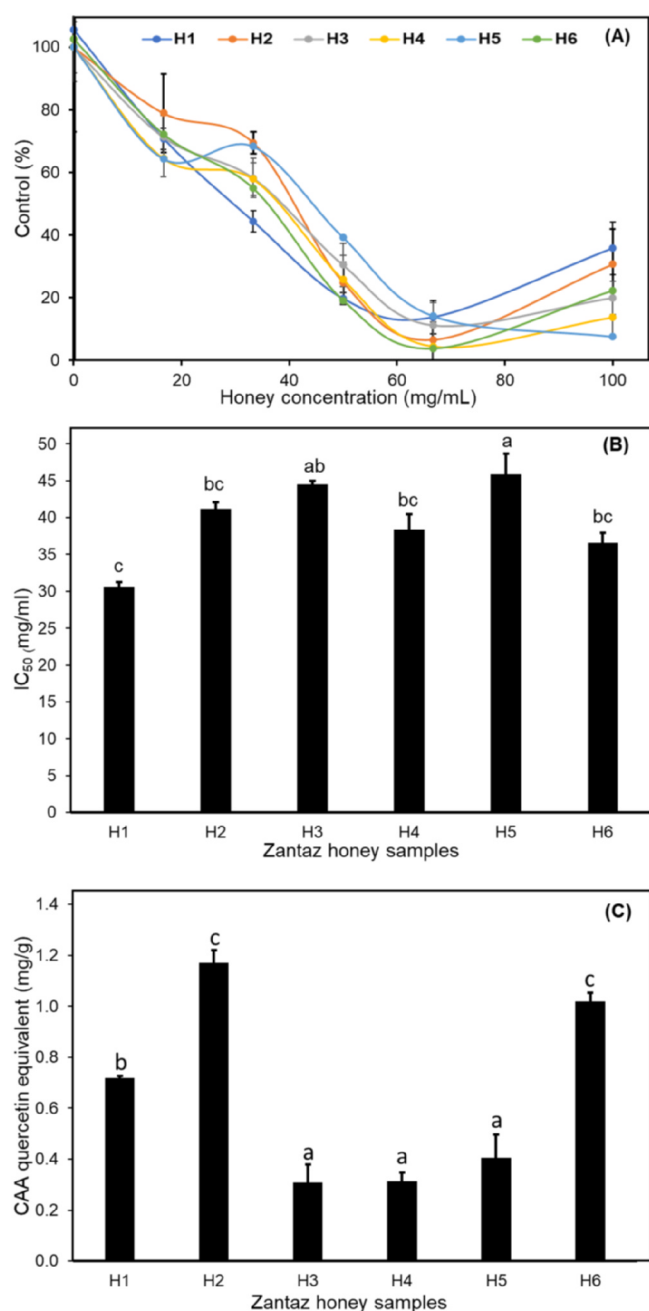 H1 H2 H3 H4 H5 H6 (A)
100
80
60
40
20
0
Control (%)
0 20 40 60 80 100
Honey concentration (mg/mL)
(B)
50
45
40
35
30
25
20
15
10
5
0
IC50 (mg/ml)
c bc ab bc a bc
H1 H2 H3 H4 H5 H6
Zantaz honey samples
(C)
1.4
1.2
1.0
0.8
0.6
0.4
0.2
0.0
CAA quercetin equivalent (mg/g)
b c a a a c
H1 H2 H3 H4 H5 H6
Zantaz honey samples